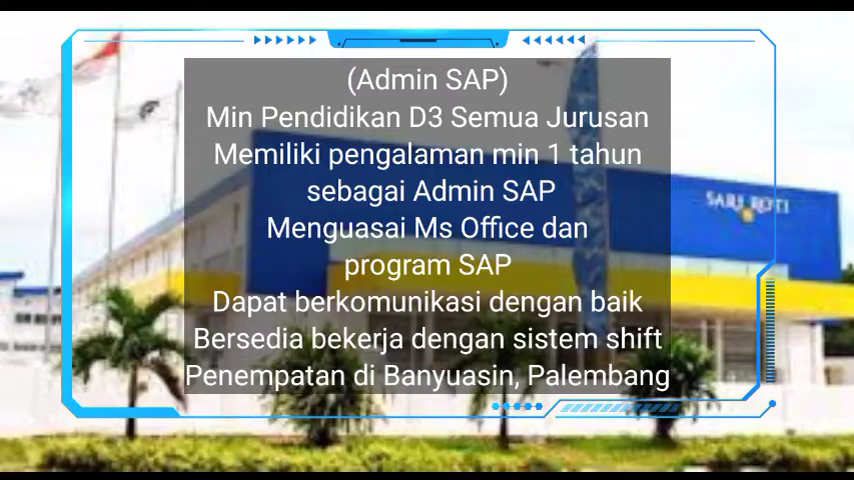 (Admin SAP)
Min Pendidikan D3 Semua Jurusan
Memiliki pengalaman min 1 tahun
sebagai Admin SAP
Menguasai Ms Office dan
program SAP
Dapat berkomunikasi dengan baik
Bersedia bekerja dengan sistem shift
Penempatan di Banyuasin, Palembang
SARI ROTI